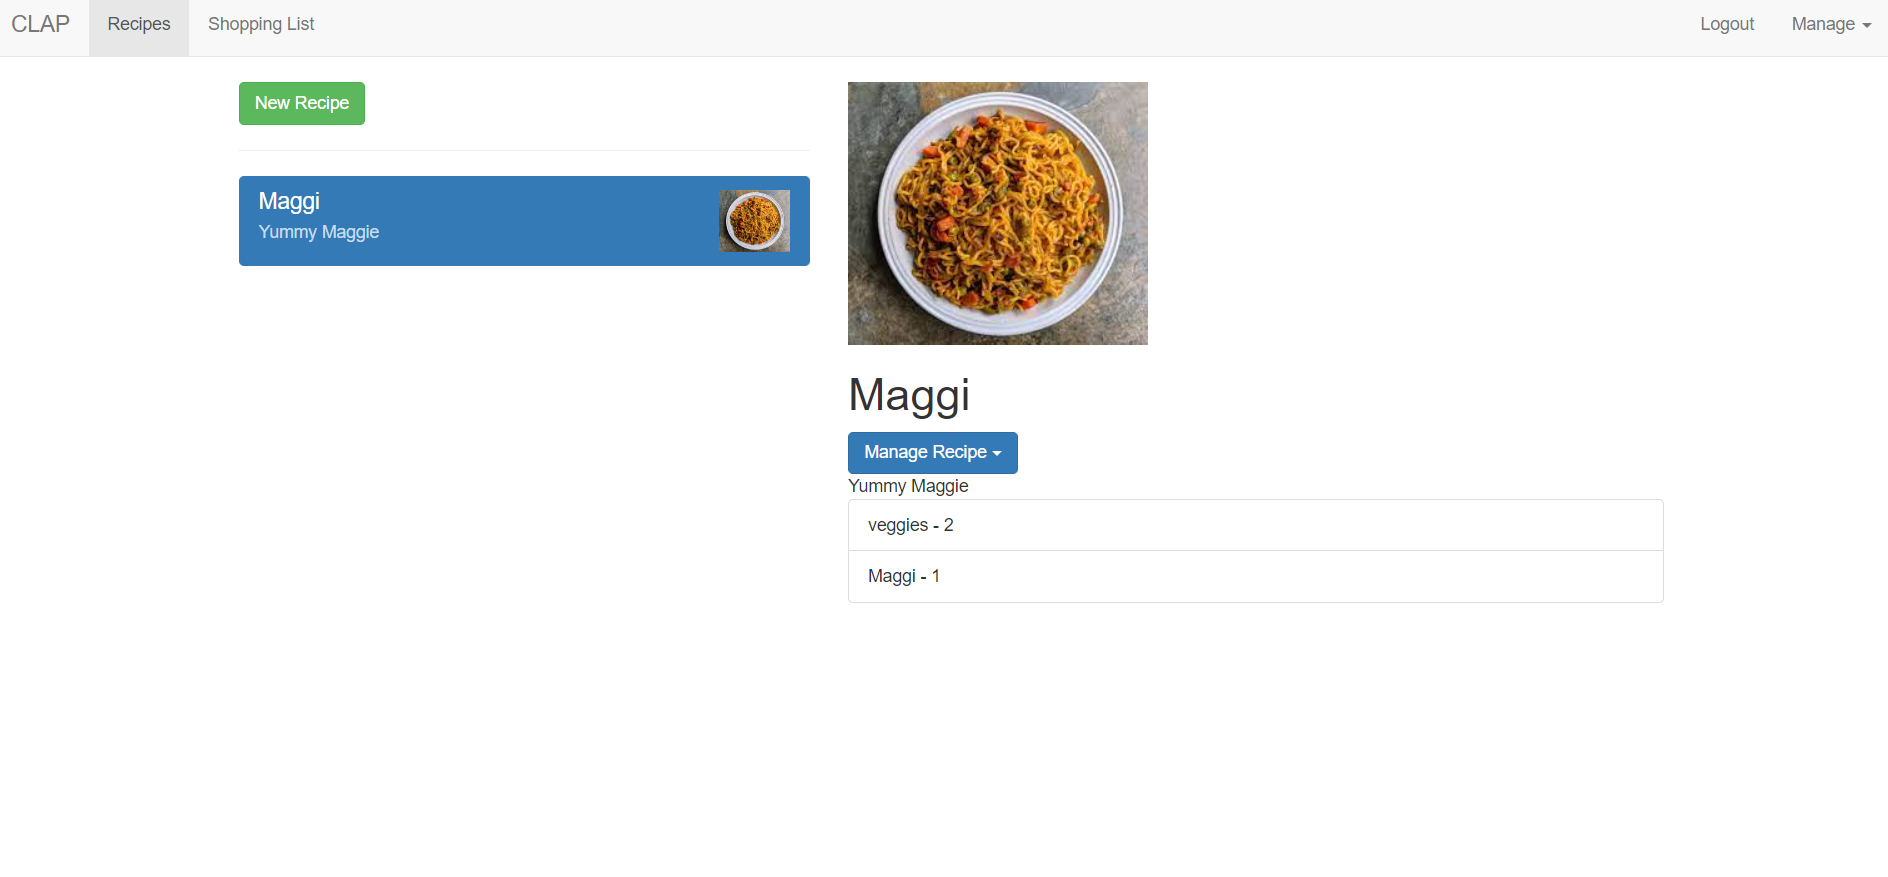 CLAP Recipes Shopping List Logout Manage
New Recipe
Maggi
Yummy Maggie
Maggi
Manage Recipe
Yummy Maggie
veggies - 2
Maggi - 1